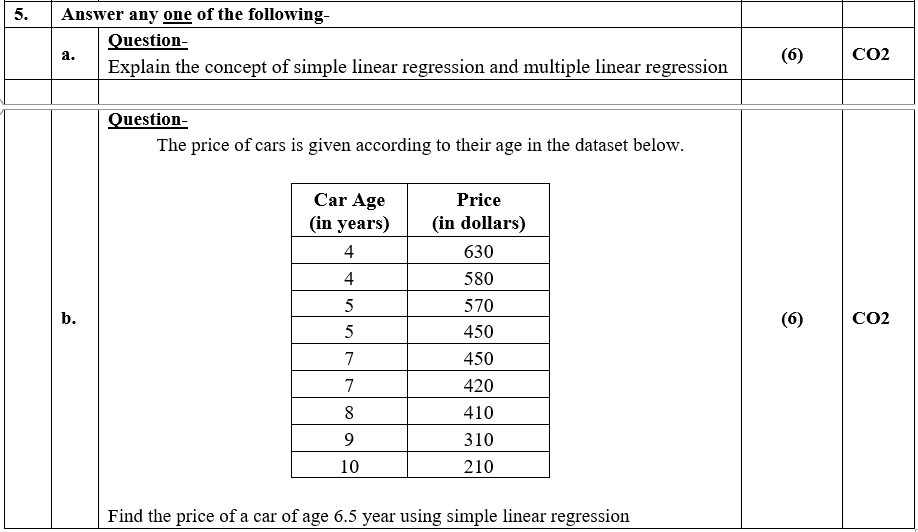 5. Answer any one of the following-
a. Question- (6) CO2
Explain the concept of simple linear regression and multiple linear regression
Question-
The price of cars is given according to their age in the dataset below.
Car Age Price
(in years) (in dollars)
4 630
4 580
5 570
b. (6) CO2
5 450
7 450
7 420
8 410
9 310
10 210
Find the price of a car of age 6.5 year using simple linear regression